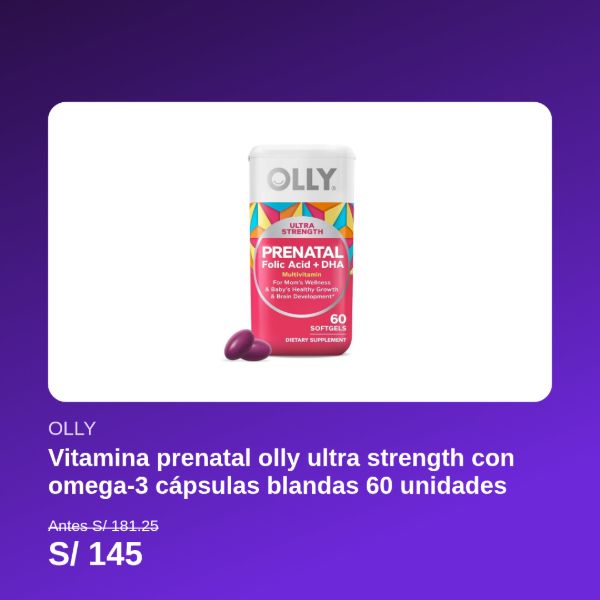 OLLY
ULTRA
STRENGTH
PRENATAL
Folic Acid + DHA
Multivitamin
For Mom's Wellness
& Baby's Healthy Growth
& Brain Development*
60
SOFTGELS
DIETARY SUPPLEMENT
OLLY
Vitamina prenatal olly ultra strength con
omega-3 cápsulas blandas 60 unidades
Antes S/ 181.25
S/ 145